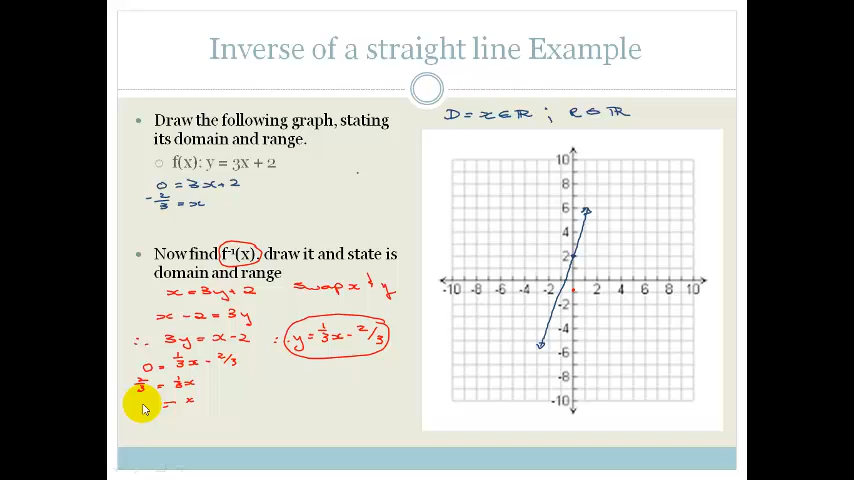 Inverse of a straight line Example
• Draw the following graph, stating
its domain and range.
○ f(x): y = 3x + 2
0 = 3x + 2
-2/3 = x
• Now find f⁻¹(x), draw it and state is
domain and range
x = 3y + 2 swap x & y
x - 2 = 3y
∴ 3y = x - 2 ∴ y = 1/3 x - 2/3
0 = 1/3 x - 2/3
2/3 = 1/3 x
= x
D = x ∈ ℝ ; R ∈ ℝ
10
8
6
4
2
-10 -8 -6 -4 -2 2 4 6 8 10
-2
-4
-6
-8
-10